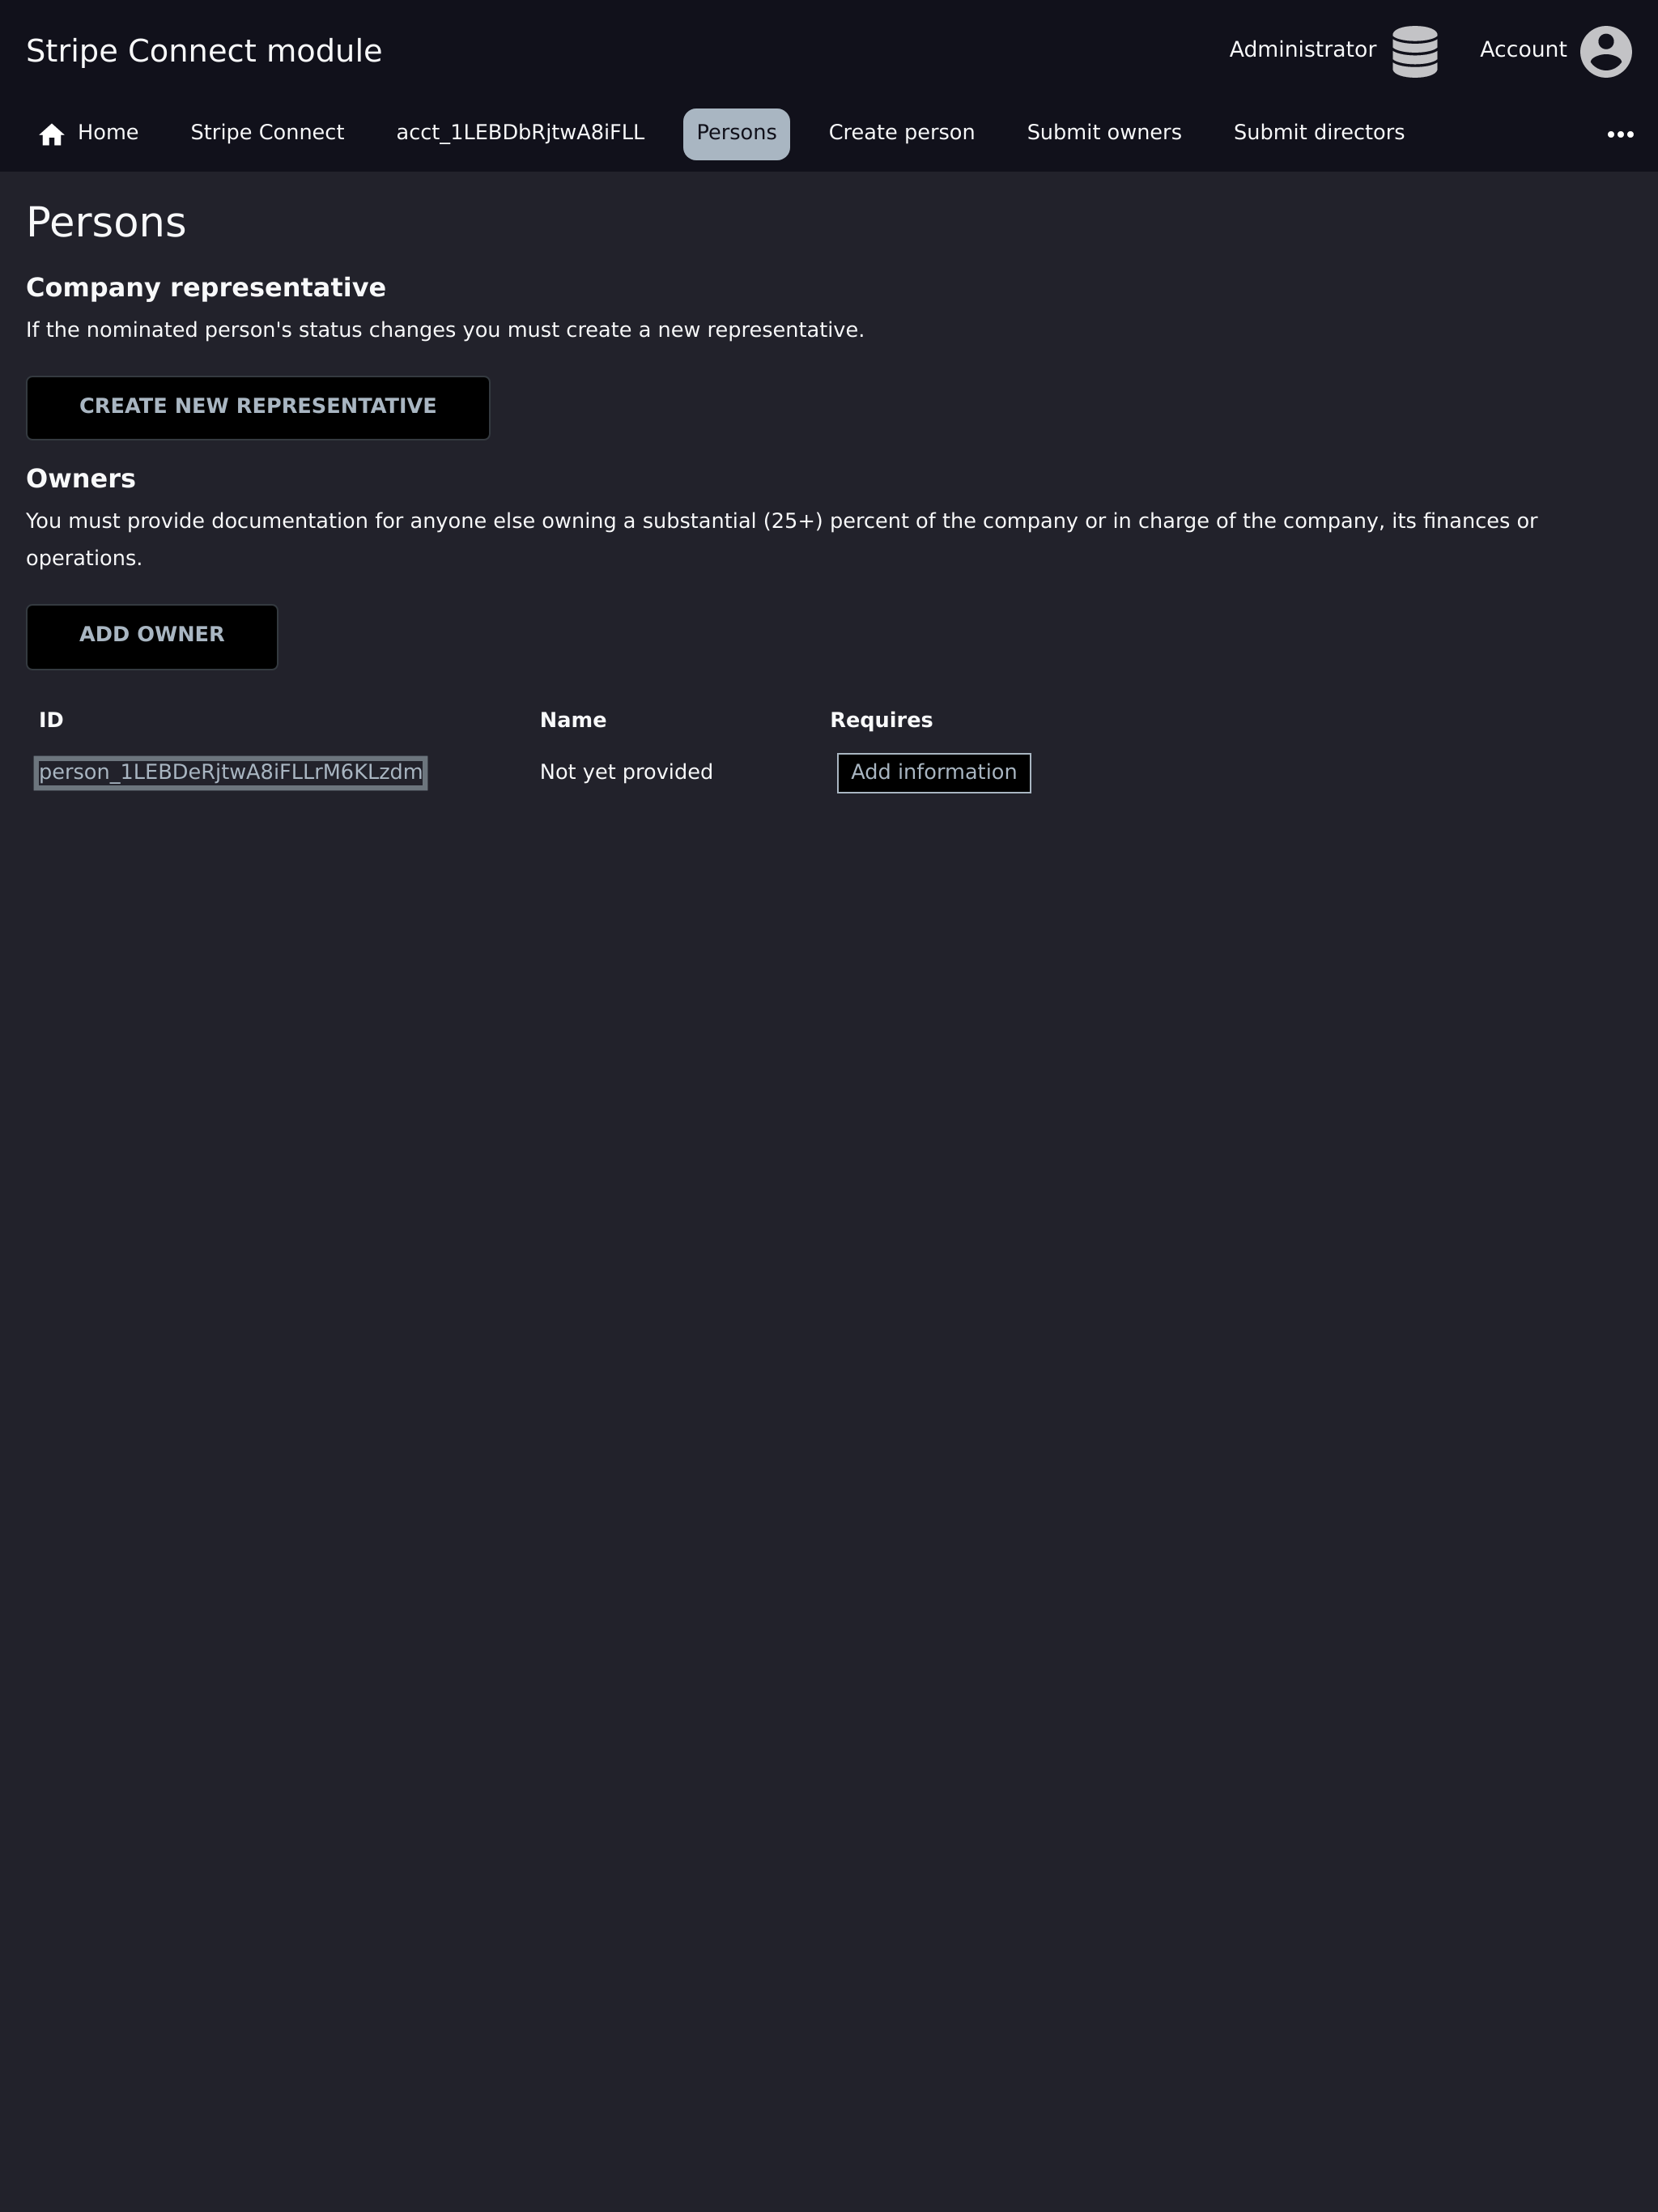 Stripe Connect module
Administrator
Account
Home
Stripe Connect
acct_1LEBDbRjtwA8iFLL
Persons
Create person
Submit owners
Submit directors
Persons
Company representative
If the nominated person's status changes you must create a new representative.
CREATE NEW REPRESENTATIVE
Owners
You must provide documentation for anyone else owning a substantial (25+) percent of the company or in charge of the company, its finances or
operations.
ADD OWNER
ID Name Requires
person_1LEBDeRjtwA8iFLLrM6KLzdm Not yet provided Add information